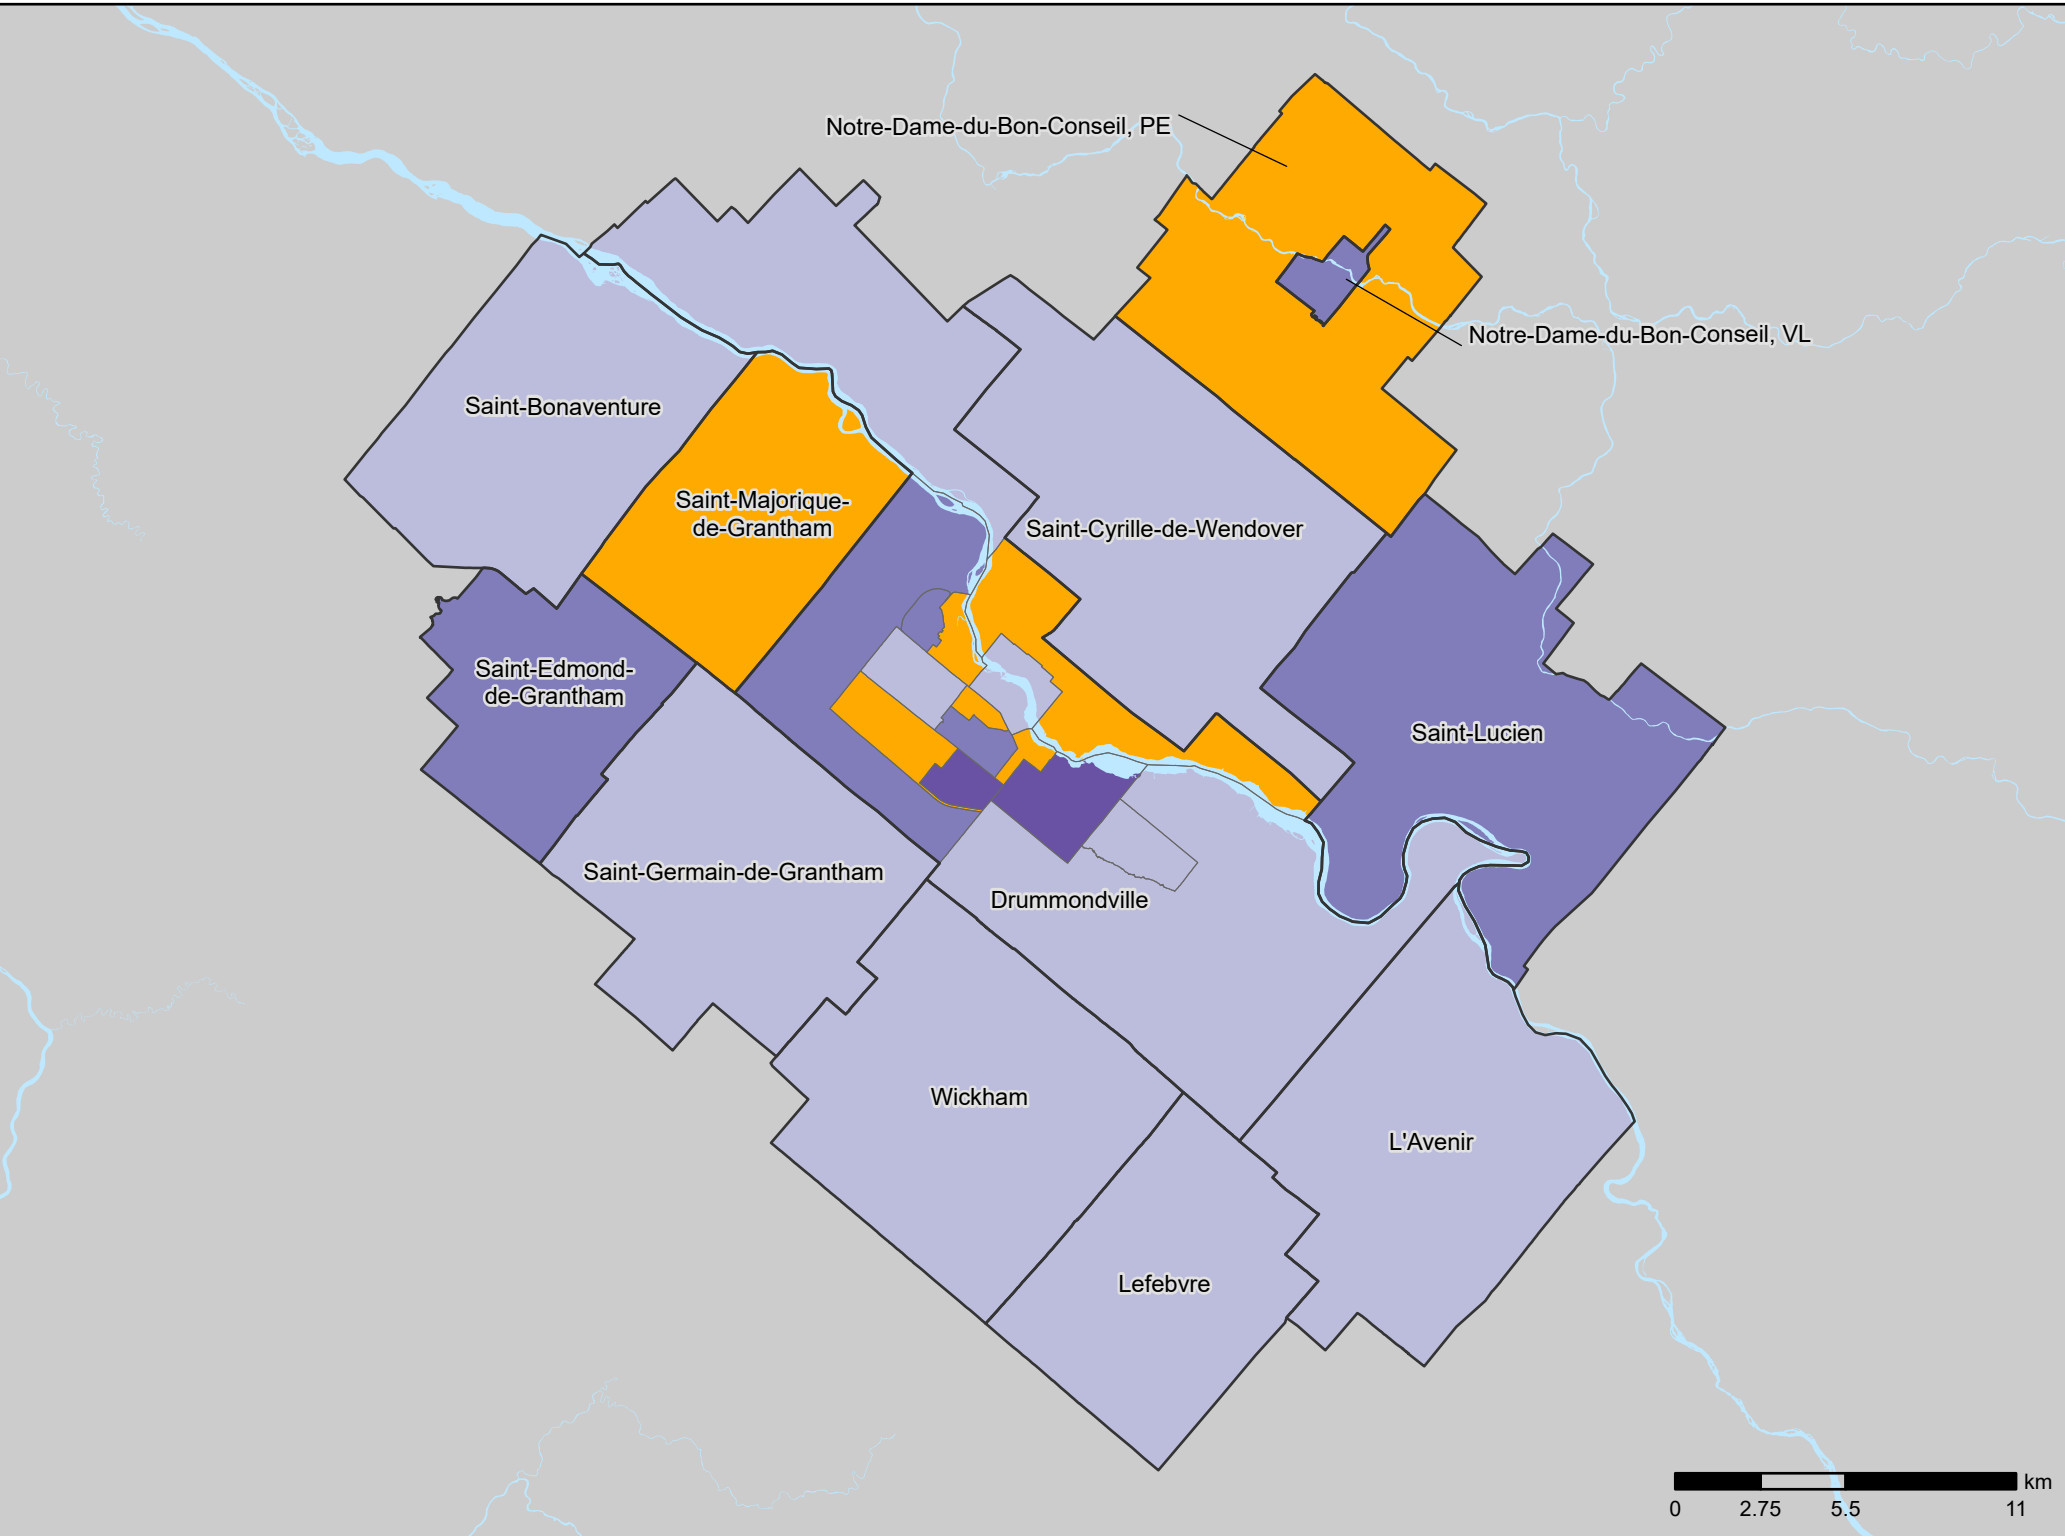 Notre-Dame-du-Bon-Conseil, PE
Notre-Dame-du-Bon-Conseil, VL
Saint-Bonaventure
Saint-Majorique-
de-Grantham
Saint-Cyrille-de-Wendover
Saint-Edmond-
de-Grantham
Saint-Lucien
Saint-Germain-de-Grantham
Drummondville
Wickham
L'Avenir
Lefebvre
km
0 2.75 5.5 11